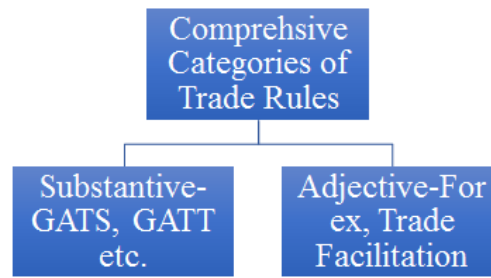 Comprehsive
Categories of
Trade Rules
Substantive-
GATS, GATT
etc.
Adjective-For
ex, Trade
Facilitation